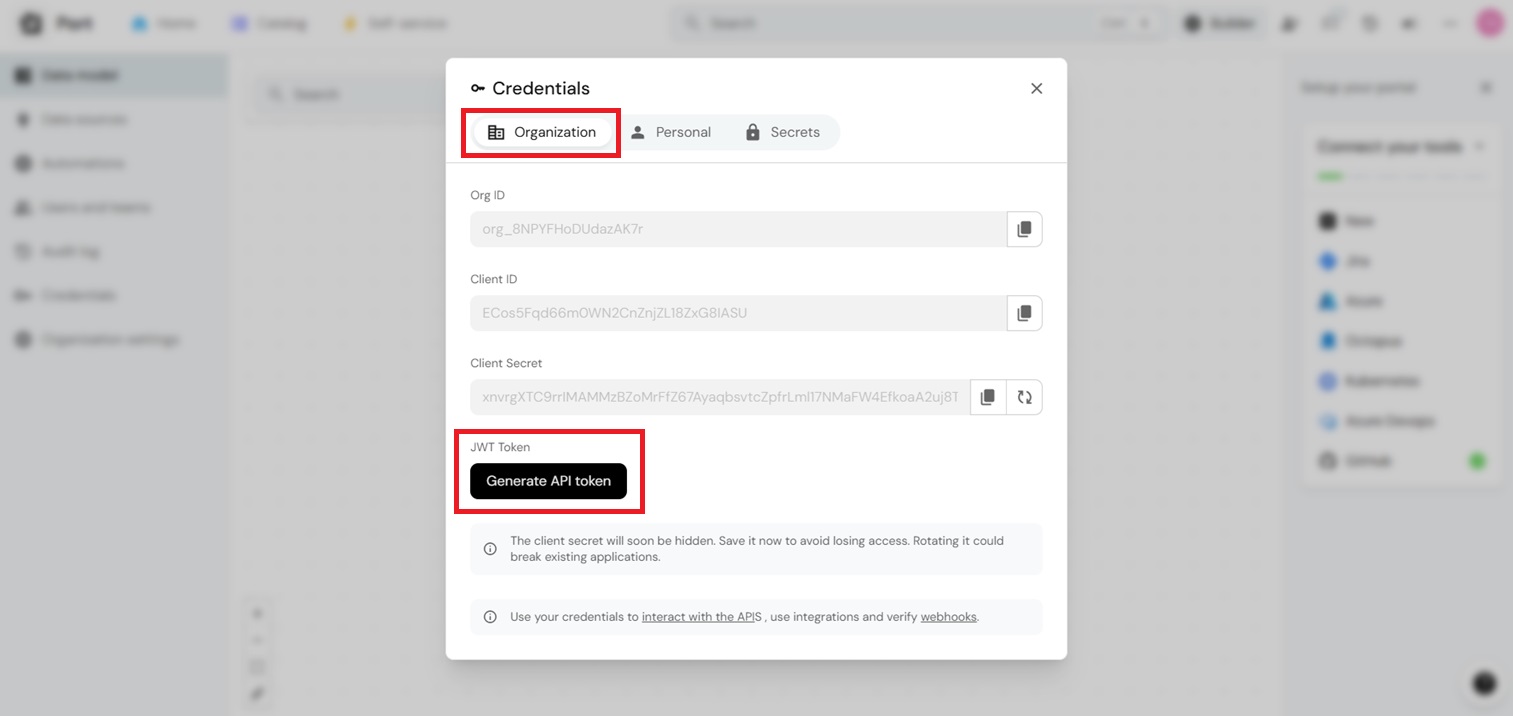 Port
Home
Catalog
Self-service
Search
Builder
Data model
Data sources
Automations
Users and teams
Audit log
Credentials
Organization settings
Search
Credentials
Organization
Personal
Secrets
Org ID
org_8NPYFHoDUdazAK7r
Client ID
ECos5Fqd66m0WN2CnZnjZL18ZxG8IASU
Client Secret
xnvrgXTC9rrIMAMMzBZoMrFfZ67AyaqbsvtcZpfrLml17NMaFW4EfkoaA2uj8T
JWT Token
Generate API token
The client secret will soon be hidden. Save it now to avoid losing access. Rotating it could
break existing applications.
Use your credentials to interact with the APIS , use integrations and verify webhooks.
Setup your portal
Connect your tools
Jira
Azure
Octopus
Kubernetes
Azure Devops
GitHub